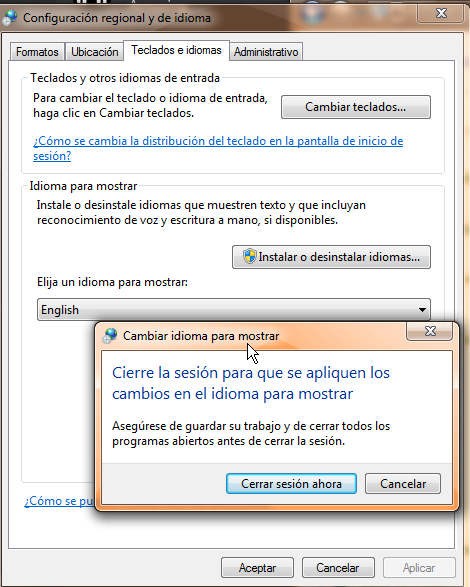 Configuración regional y de idioma
Formatos
Ubicación
Teclados e idiomas
Administrativo
Teclados y otros idiomas de entrada
Para cambiar el teclado o idioma de entrada,
haga clic en Cambiar teclados.
Cambiar teclados...
¿Cómo se cambia la distribución del teclado en la pantalla de inicio de
sesión?
Idioma para mostrar
Instale o desinstale idiomas que muestren texto y que incluyan
reconocimiento de voz y escritura a mano, si disponibles.
Instalar o desinstalar idiomas...
Elija un idioma para mostrar:
English
Cambiar idioma para mostrar
Cierre la sesión para que se apliquen los
cambios en el idioma para mostrar
Asegúrese de guardar su trabajo y de cerrar todos los
programas abiertos antes de cerrar la sesión.
Cerrar sesión ahora
Cancelar
¿Cómo se pu
Aceptar
Cancelar
Aplicar